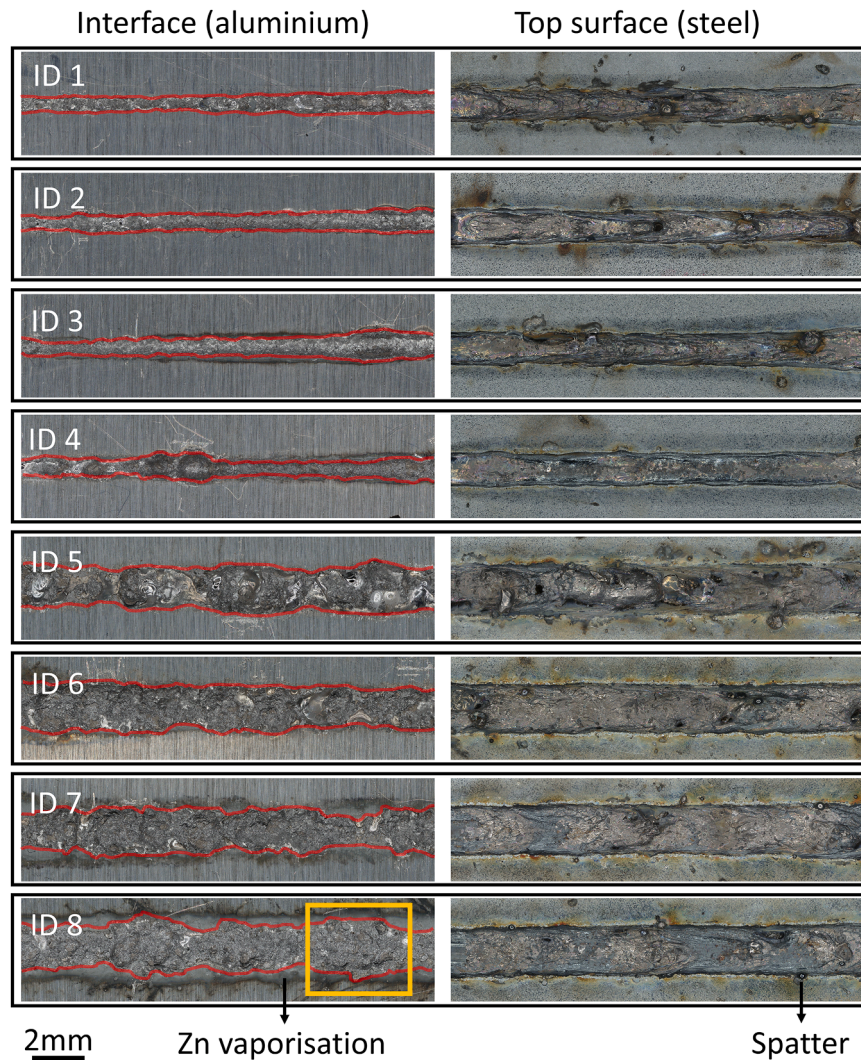 Interface (aluminium)
Top surface (steel)
ID 1
ID 2
ID 3
ID 4
ID 5
ID 6
ID 7
ID 8
2mm
Zn vaporisation
Spatter